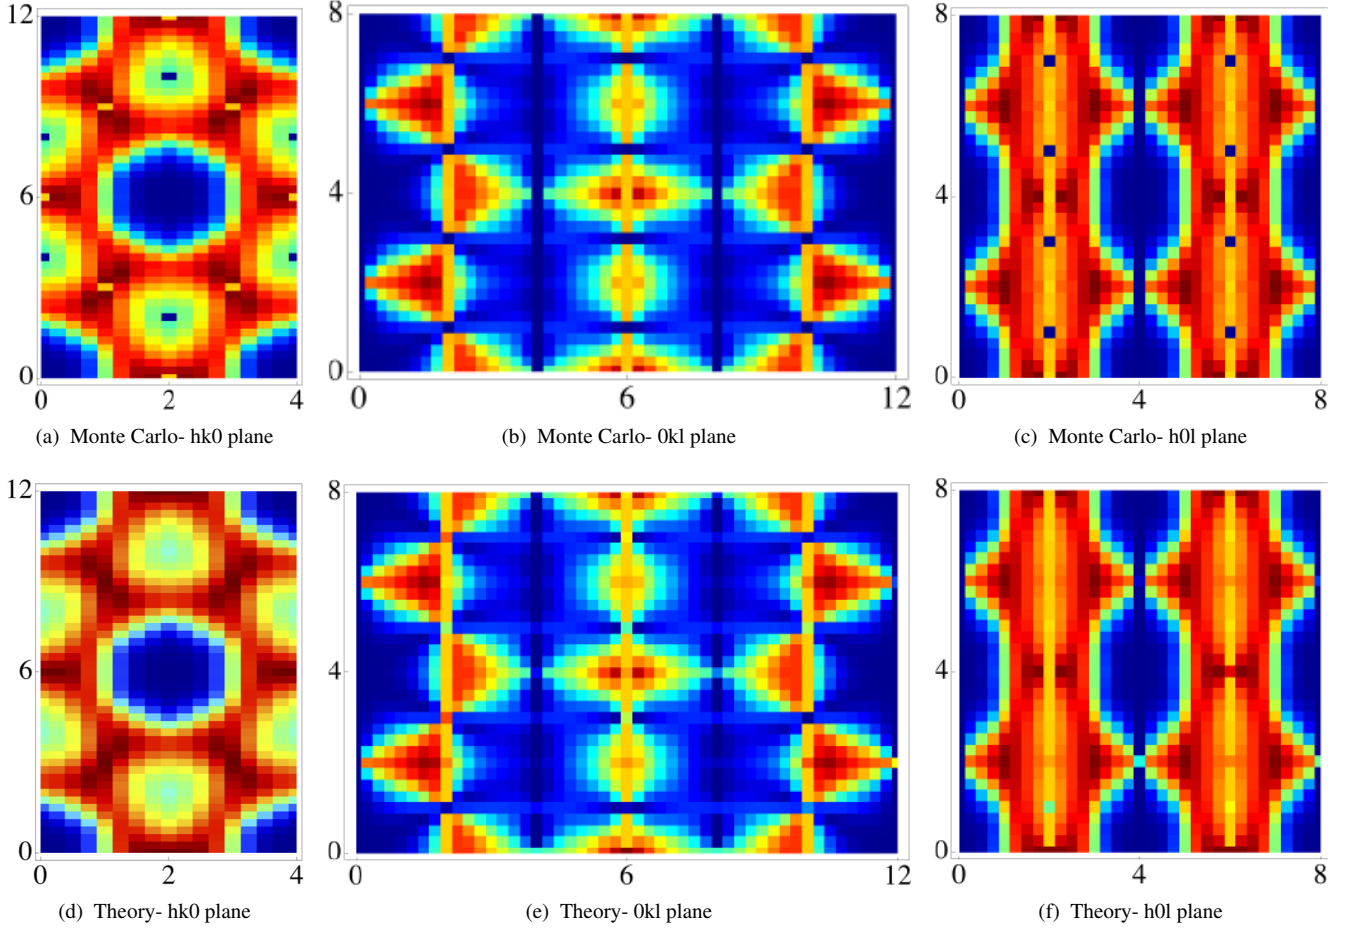 12
6
0
0 2 4
(a) Monte Carlo- hk0 plane
8
4
0
0 6 12
(b) Monte Carlo- 0kl plane
8
4
0
0 4 8
(c) Monte Carlo- h0l plane
12
6
0
0 2 4
(d) Theory- hk0 plane
8
4
0
0 6 12
(e) Theory- 0kl plane
8
4
0
0 4 8
(f) Theory- h0l plane